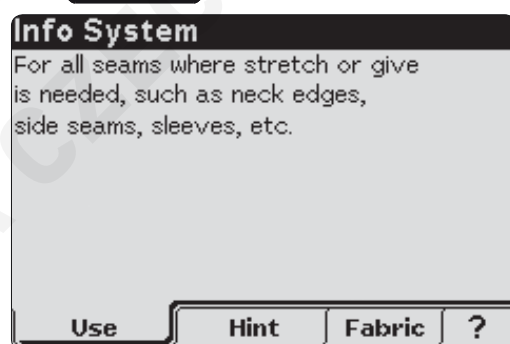 Info System
For all seams where stretch or give
is needed, such as neck edges,
side seams, sleeves, etc.
Use Hint Fabric ?